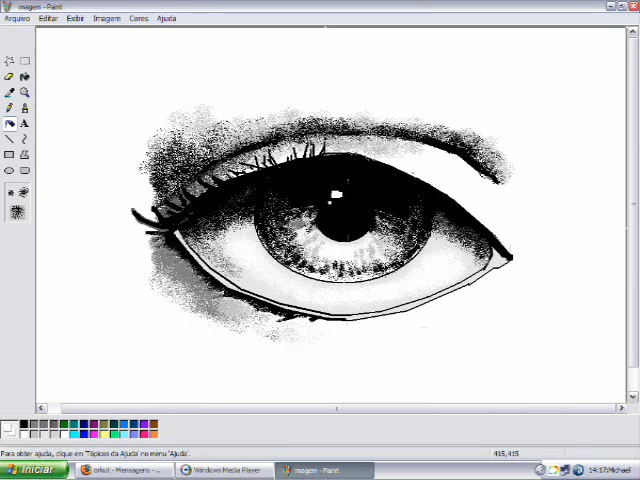 imagem - Paint
Arquivo Editar Exibir Imagem Cores Ajuda
A
Para obter ajuda, clique em 'Tópicos da Ajuda' no menu 'Ajuda'.
415,415
Iniciar
orkut - Mensagens - ...
Windows Media Player
imagem - Paint
14:17 Michael